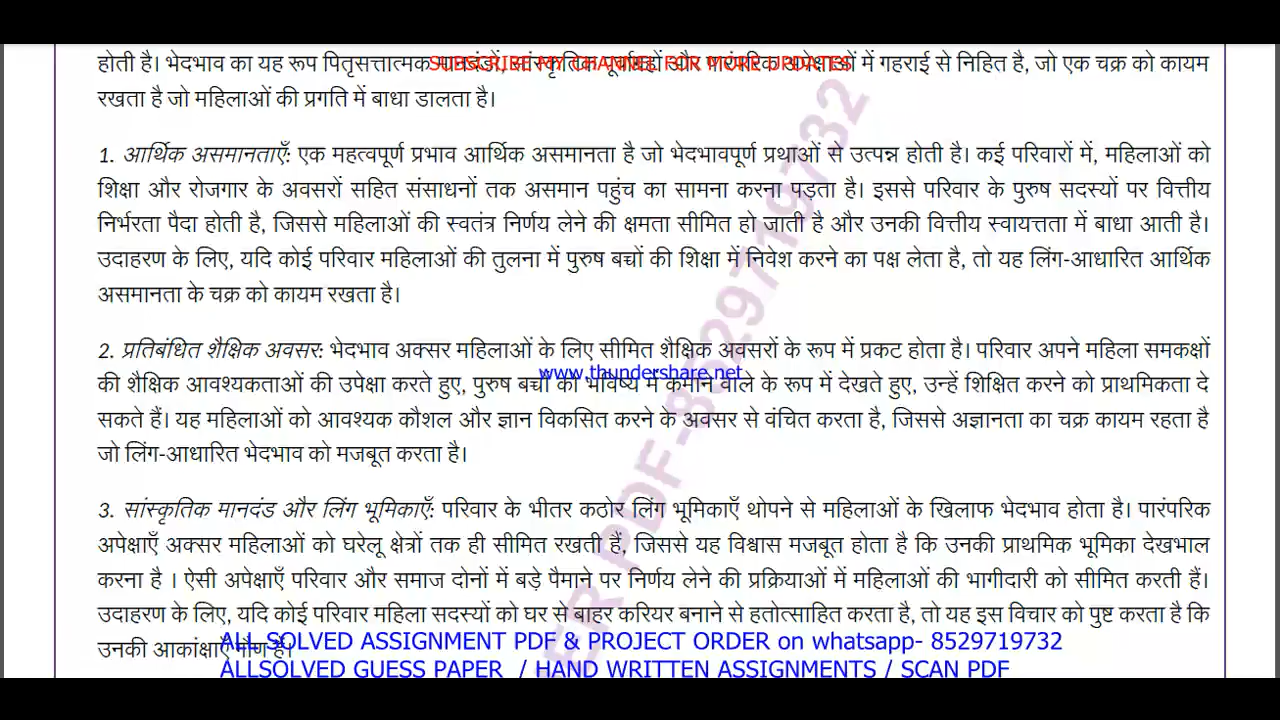 होती है। भेदभाव का यह रूप पितृसत्तात्मक मानदंडों, सांस्कृतिक पूर्वाग्रहों और पारंपरिक अपेक्षाओं में गहराई से निहित है, जो एक चक्र को कायम
SUBSCRIBE MY CHANNEL FOR MORE UPDATES
रखता है जो महिलाओं की प्रगति में बाधा डालता है।
1. आर्थिक असमानताएँ: एक महत्वपूर्ण प्रभाव आर्थिक असमानता है जो भेदभावपूर्ण प्रथाओं से उत्पन्न होती है। कई परिवारों में, महिलाओं को
शिक्षा और रोजगार के अवसरों सहित संसाधनों तक असमान पहुंच का सामना करना पड़ता है। इससे परिवार के पुरुष सदस्यों पर वित्तीय
निर्भरता पैदा होती है, जिससे महिलाओं की स्वतंत्र निर्णय लेने की क्षमता सीमित हो जाती है और उनकी वित्तीय स्वायत्तता में बाधा आती है।
उदाहरण के लिए, यदि कोई परिवार महिलाओं की तुलना में पुरुष बच्चों की शिक्षा में निवेश करने का पक्ष लेता है, तो यह लिंग-आधारित आर्थिक
असमानता के चक्र को कायम रखता है।
2. प्रतिबंधित शैक्षिक अवसर: भेदभाव अक्सर महिलाओं के लिए सीमित शैक्षिक अवसरों के रूप में प्रकट होता है। परिवार अपने महिला समकक्षों
www.thundershare.net
की शैक्षिक आवश्यकताओं की उपेक्षा करते हुए, पुरुष बच्चों को भविष्य में कमाने वाले के रूप में देखते हुए, उन्हें शिक्षित करने को प्राथमिकता दे
सकते हैं। यह महिलाओं को आवश्यक कौशल और ज्ञान विकसित करने के अवसर से वंचित करता है, जिससे अज्ञानता का चक्र कायम रहता है
जो लिंग-आधारित भेदभाव को मजबूत करता है।
3. सांस्कृतिक मानदंड और लिंग भूमिकाएँ: परिवार के भीतर कठोर लिंग भूमिकाएँ थोपने से महिलाओं के खिलाफ भेदभाव होता है। पारंपरिक
अपेक्षाएँ अक्सर महिलाओं को घरेलू क्षेत्रों तक ही सीमित रखती हैं, जिससे यह विश्वास मजबूत होता है कि उनकी प्राथमिक भूमिका देखभाल
करना है । ऐसी अपेक्षाएँ परिवार और समाज दोनों में बड़े पैमाने पर निर्णय लेने की प्रक्रियाओं में महिलाओं की भागीदारी को सीमित करती हैं।
उदाहरण के लिए, यदि कोई परिवार महिला सदस्यों को घर से बाहर करियर बनाने से हतोत्साहित करता है, तो यह इस विचार को पुष्ट करता है कि
उनकी आकांक्षाएँ गौण हैं।
ALL SOLVED ASSIGNMENT PDF & PROJECT ORDER on whatsapp- 8529719732
ALLSOLVED GUESS PAPER / HAND WRITTEN ASSIGNMENTS / SCAN PDF
ER PDF-8529719732